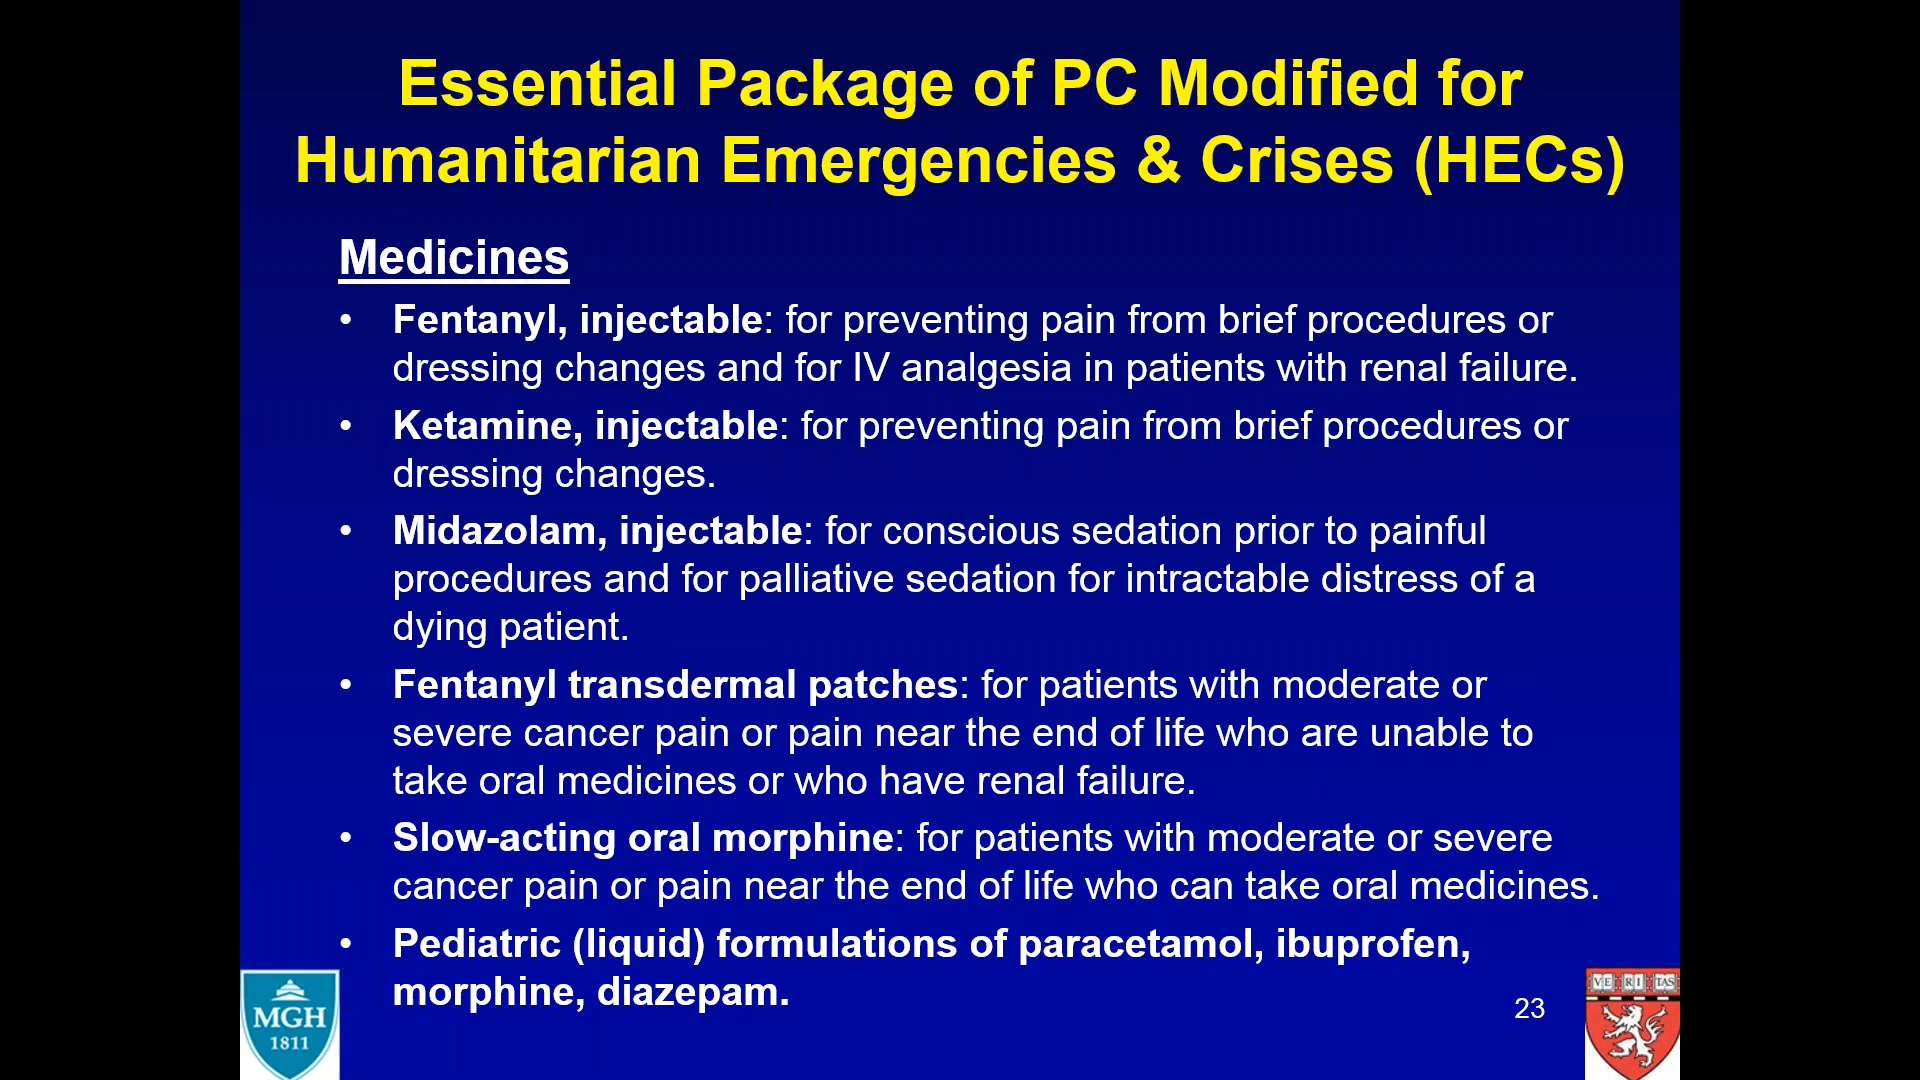 Essential Package of PC Modified for
Humanitarian Emergencies & Crises (HECs)
Medicines
• Fentanyl, injectable: for preventing pain from brief procedures or
dressing changes and for IV analgesia in patients with renal failure.
• Ketamine, injectable: for preventing pain from brief procedures or
dressing changes.
• Midazolam, injectable: for conscious sedation prior to painful
procedures and for palliative sedation for intractable distress of a
dying patient.
• Fentanyl transdermal patches: for patients with moderate or
severe cancer pain or pain near the end of life who are unable to
take oral medicines or who have renal failure.
• Slow-acting oral morphine: for patients with moderate or severe
cancer pain or pain near the end of life who can take oral medicines.
• Pediatric (liquid) formulations of paracetamol, ibuprofen,
morphine, diazepam.
MGH
1811
23
VE RI TAS